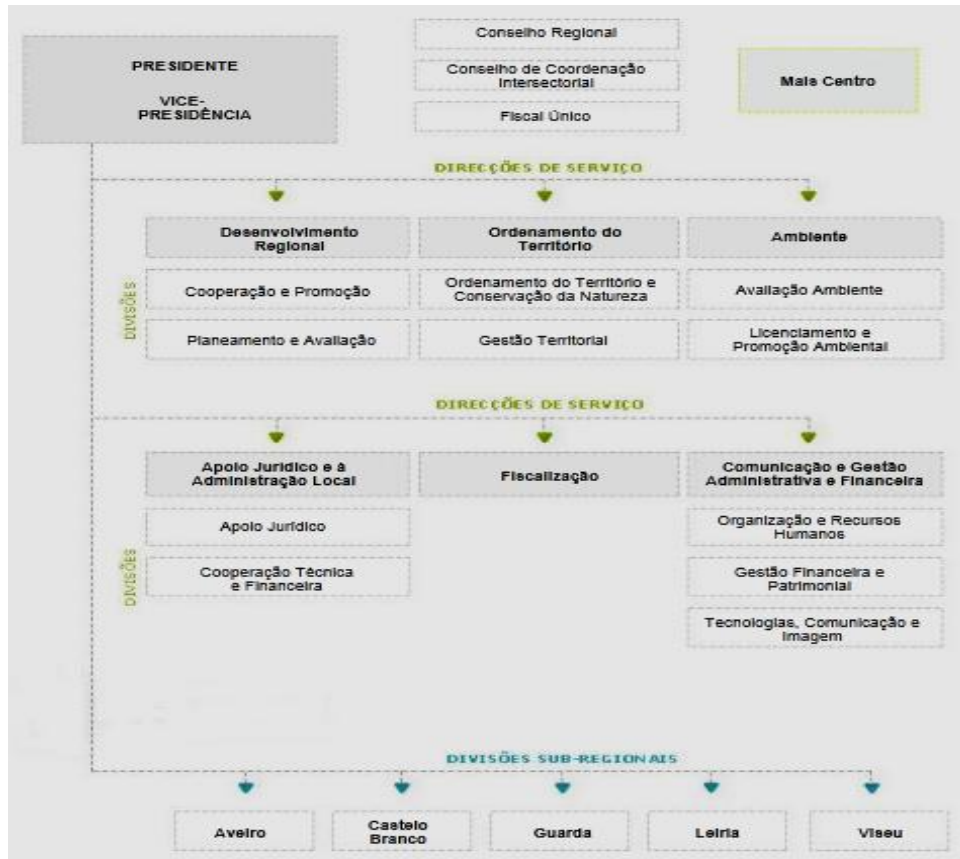 PRESIDENTE
VICE-
PRESIDÊNCIA
Conselho Regional
Conselho de Coordenação
Intersectorial
Fiscal Único
Mais Centro
DIRECÇÕES DE SERVIÇO
Desenvolvimento
Regional
Ordenamento do
Território
Ambiente
DIVISÕES
Cooperação e Promoção
Ordenamento do Território e
Conservação da Natureza
Avaliação Ambiente
Planeamento e Avaliação
Gestão Territorial
Licenciamento e
Promoção Ambiental
DIRECÇÕES DE SERVIÇO
Apoio Jurídico e à
Administração Local
Fiscalização
Comunicação e Gestão
Administrativa e Financeira
DIVISÕES
Apoio Jurídico
Organização e Recursos
Humanos
Cooperação Técnica
e Financeira
Gestão Financeira e
Patrimonial
Tecnologias, Comunicação e
Imagem
DIVISÕES SUB-REGIONAIS
Aveiro
Castelo
Branco
Guarda
Leiria
Viseu